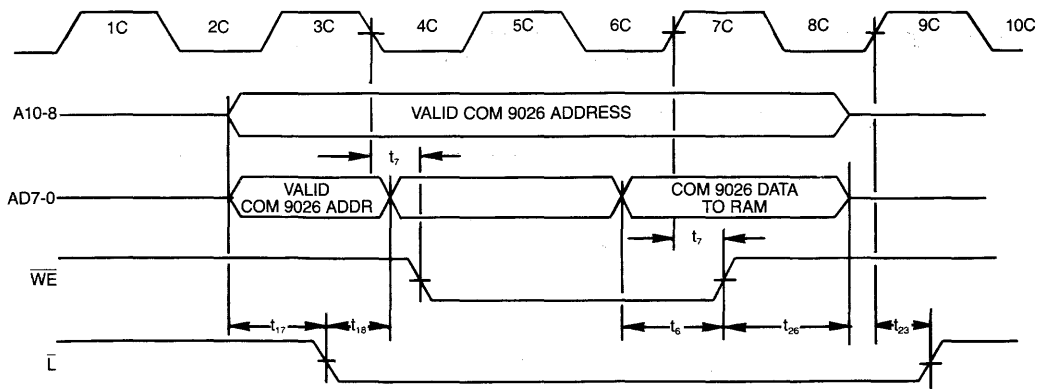 1C 2C 3C 4C 5C 6C 7C 8C 9C 10C
A10-8 VALID COM 9026 ADDRESS
t7
AD7-0 VALID COM 9026 ADDR COM 9026 DATA TO RAM
t7
WE
t17 t18 t6 t26 t23
L